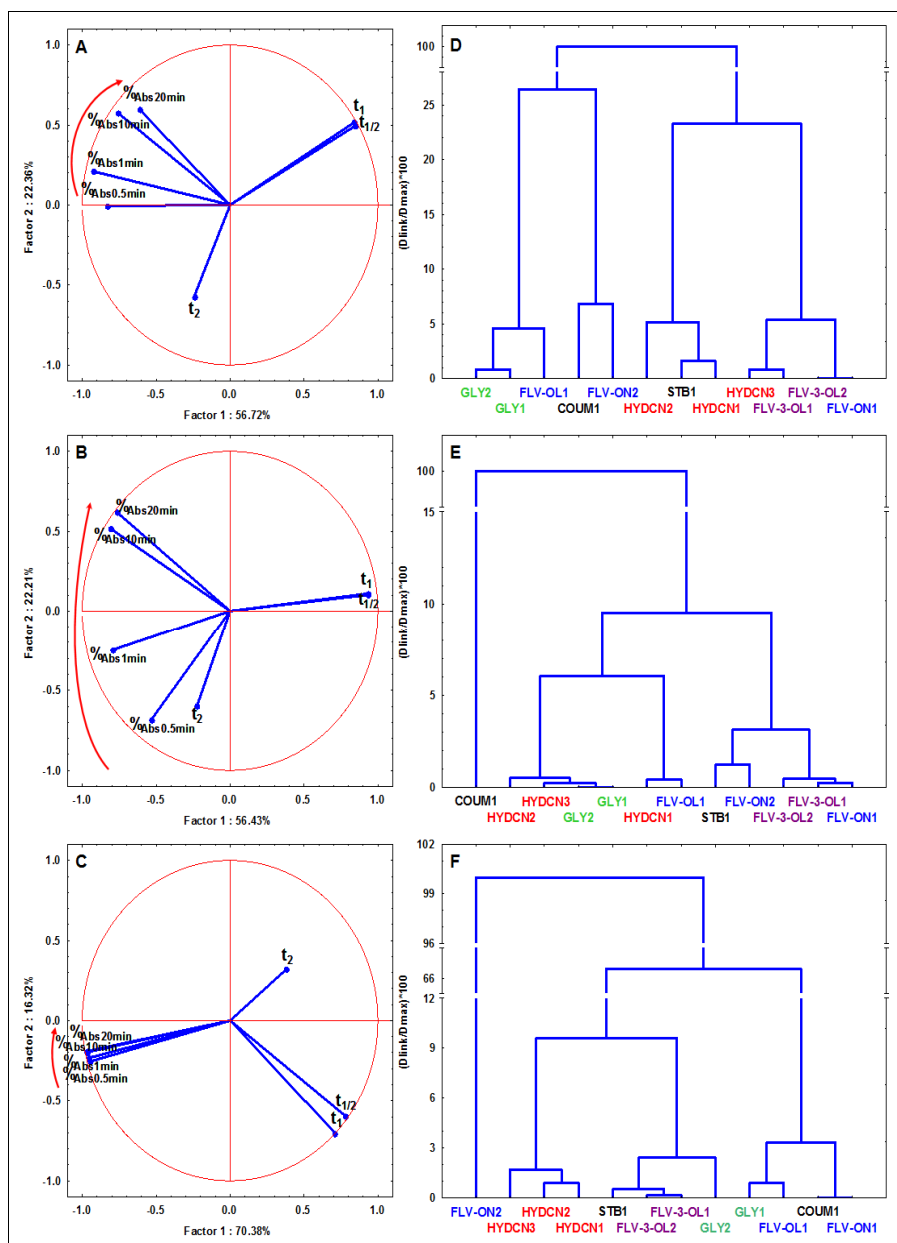 A
1.0
0.5
0.0
-0.5
-1.0
Factor 2 : 22.36%
%Abs20min
%Abs10min
%Abs1min
%Abs0.5min
t1
t1/2
t2
-1.0 -0.5 0.0 0.5 1.0
Factor 1 : 56.72%
D
100
25
20
15
10
5
0
(Dlink/Dmax)*100
GLY2 FLV-OL1 FLV-ON2 STB1 HYDCN3 FLV-3-OL2
GLY1 COUM1 HYDCN2 HYDCN1 FLV-3-OL1 FLV-ON1
B
1.0
0.5
0.0
-0.5
-1.0
Factor 2 : 22.21%
%Abs20min
%Abs10min
%Abs1min
%Abs0.5min
t1
t1/2
t2
-1.0 -0.5 0.0 0.5 1.0
Factor 1 : 56.43%
E
100
15
10
5
0
(Dlink/Dmax)*100
COUM1 HYDCN3 GLY1 FLV-OL1 FLV-ON2 FLV-3-OL1
HYDCN2 GLY2 HYDCN1 STB1 FLV-3-OL2 FLV-ON1
C
1.0
0.5
0.0
-0.5
-1.0
Factor 2 : 16.32%
%Abs20min
%Abs10min
%Abs1min
%Abs0.5min
t2
t1/2
t1
-1.0 -0.5 0.0 0.5 1.0
Factor 1 : 70.38%
F
102
99
96
66
12
9
6
3
0
(Dlink/Dmax)*100
FLV-ON2 HYDCN2 STB1 FLV-3-OL1 GLY1 COUM1
HYDCN3 HYDCN1 FLV-3-OL2 GLY2 FLV-OL1 FLV-ON1